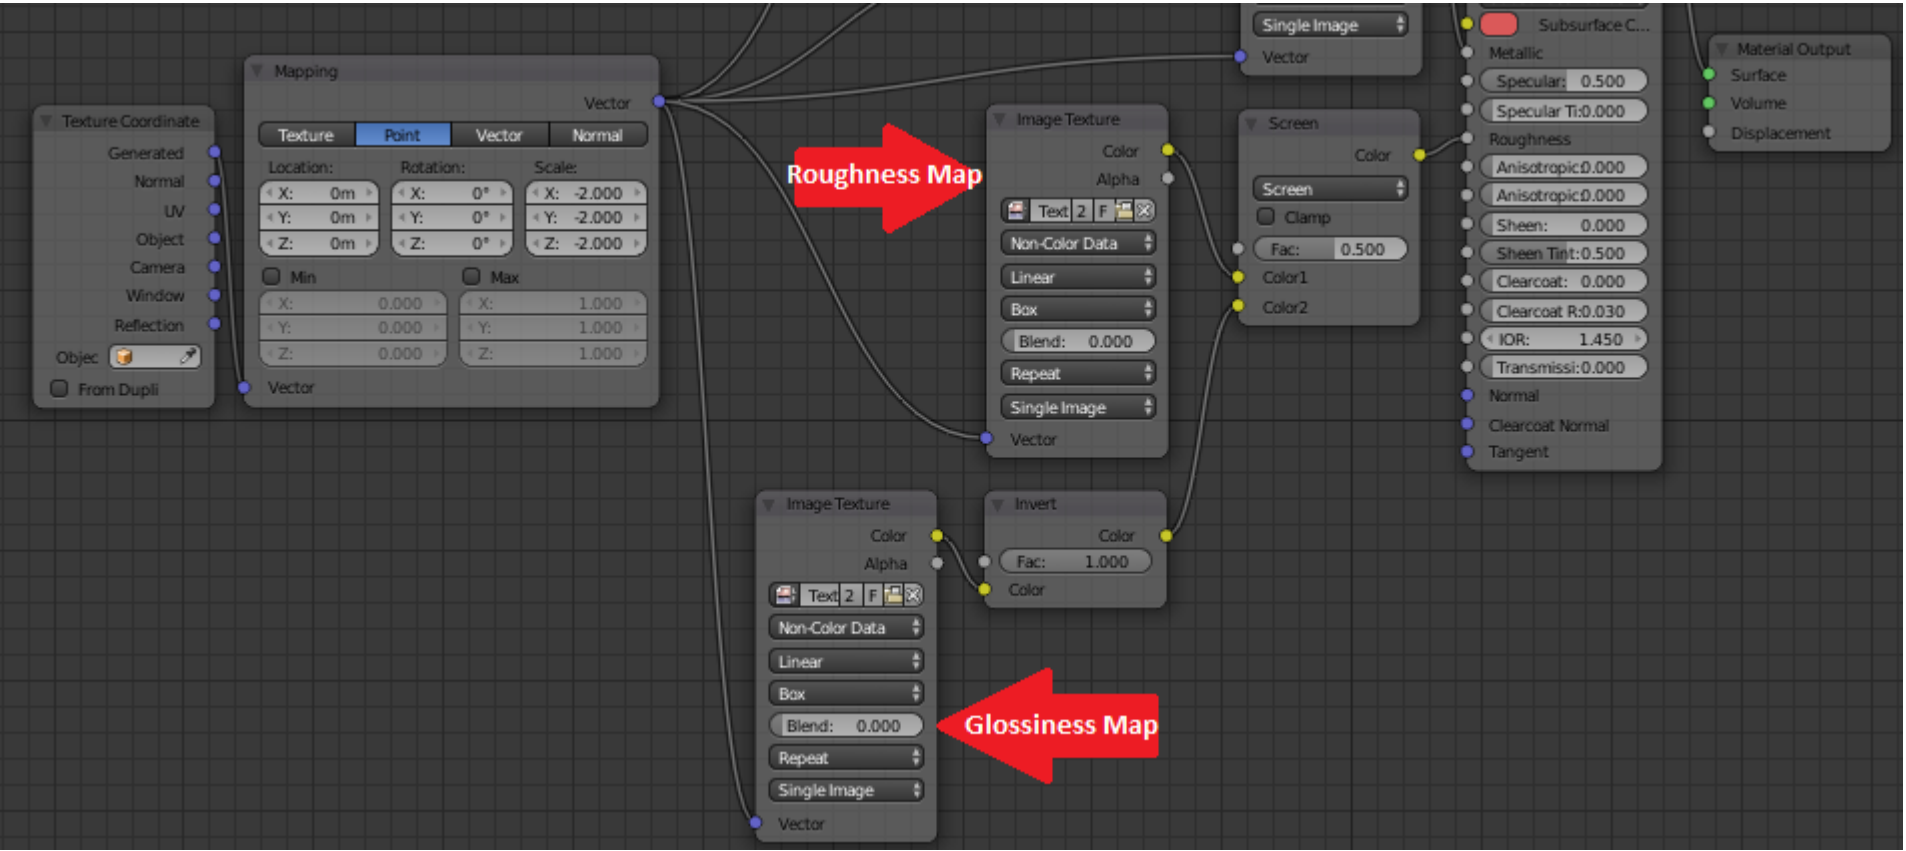 Texture Coordinate
Generated
Normal
UV
Object
Camera
Window
Reflection
Objec
From Dupli
Mapping
Vector
Texture Point Vector Normal
Location: Rotation: Scale:
X: 0m X: 0° X: -2.000
Y: 0m Y: 0° Y: -2.000
Z: 0m Z: 0° Z: -2.000
Min Max
X: 0.000 X: 1.000
Y: 0.000 Y: 1.000
Z: 0.000 Z: 1.000
Vector
Roughness Map
Image Texture
Color
Alpha
Text 2 F
Non-Color Data
Linear
Box
Blend: 0.000
Repeat
Single Image
Vector
Image Texture
Color
Alpha
Text 2 F
Non-Color Data
Linear
Box
Blend: 0.000
Repeat
Single Image
Vector
Glossiness Map
Invert
Color
Fac: 1.000
Color
Single Image
Vector
Screen
Color
Screen
Clamp
Fac: 0.500
Color1
Color2
Subsurface C...
Metallic
Specular: 0.500
Specular Ti:0.000
Roughness
Anisotropic:0.000
Anisotropic:0.000
Sheen: 0.000
Sheen Tint:0.500
Clearcoat: 0.000
Clearcoat R:0.030
IOR: 1.450
Transmissi:0.000
Normal
Clearcoat Normal
Tangent
Material Output
Surface
Volume
Displacement